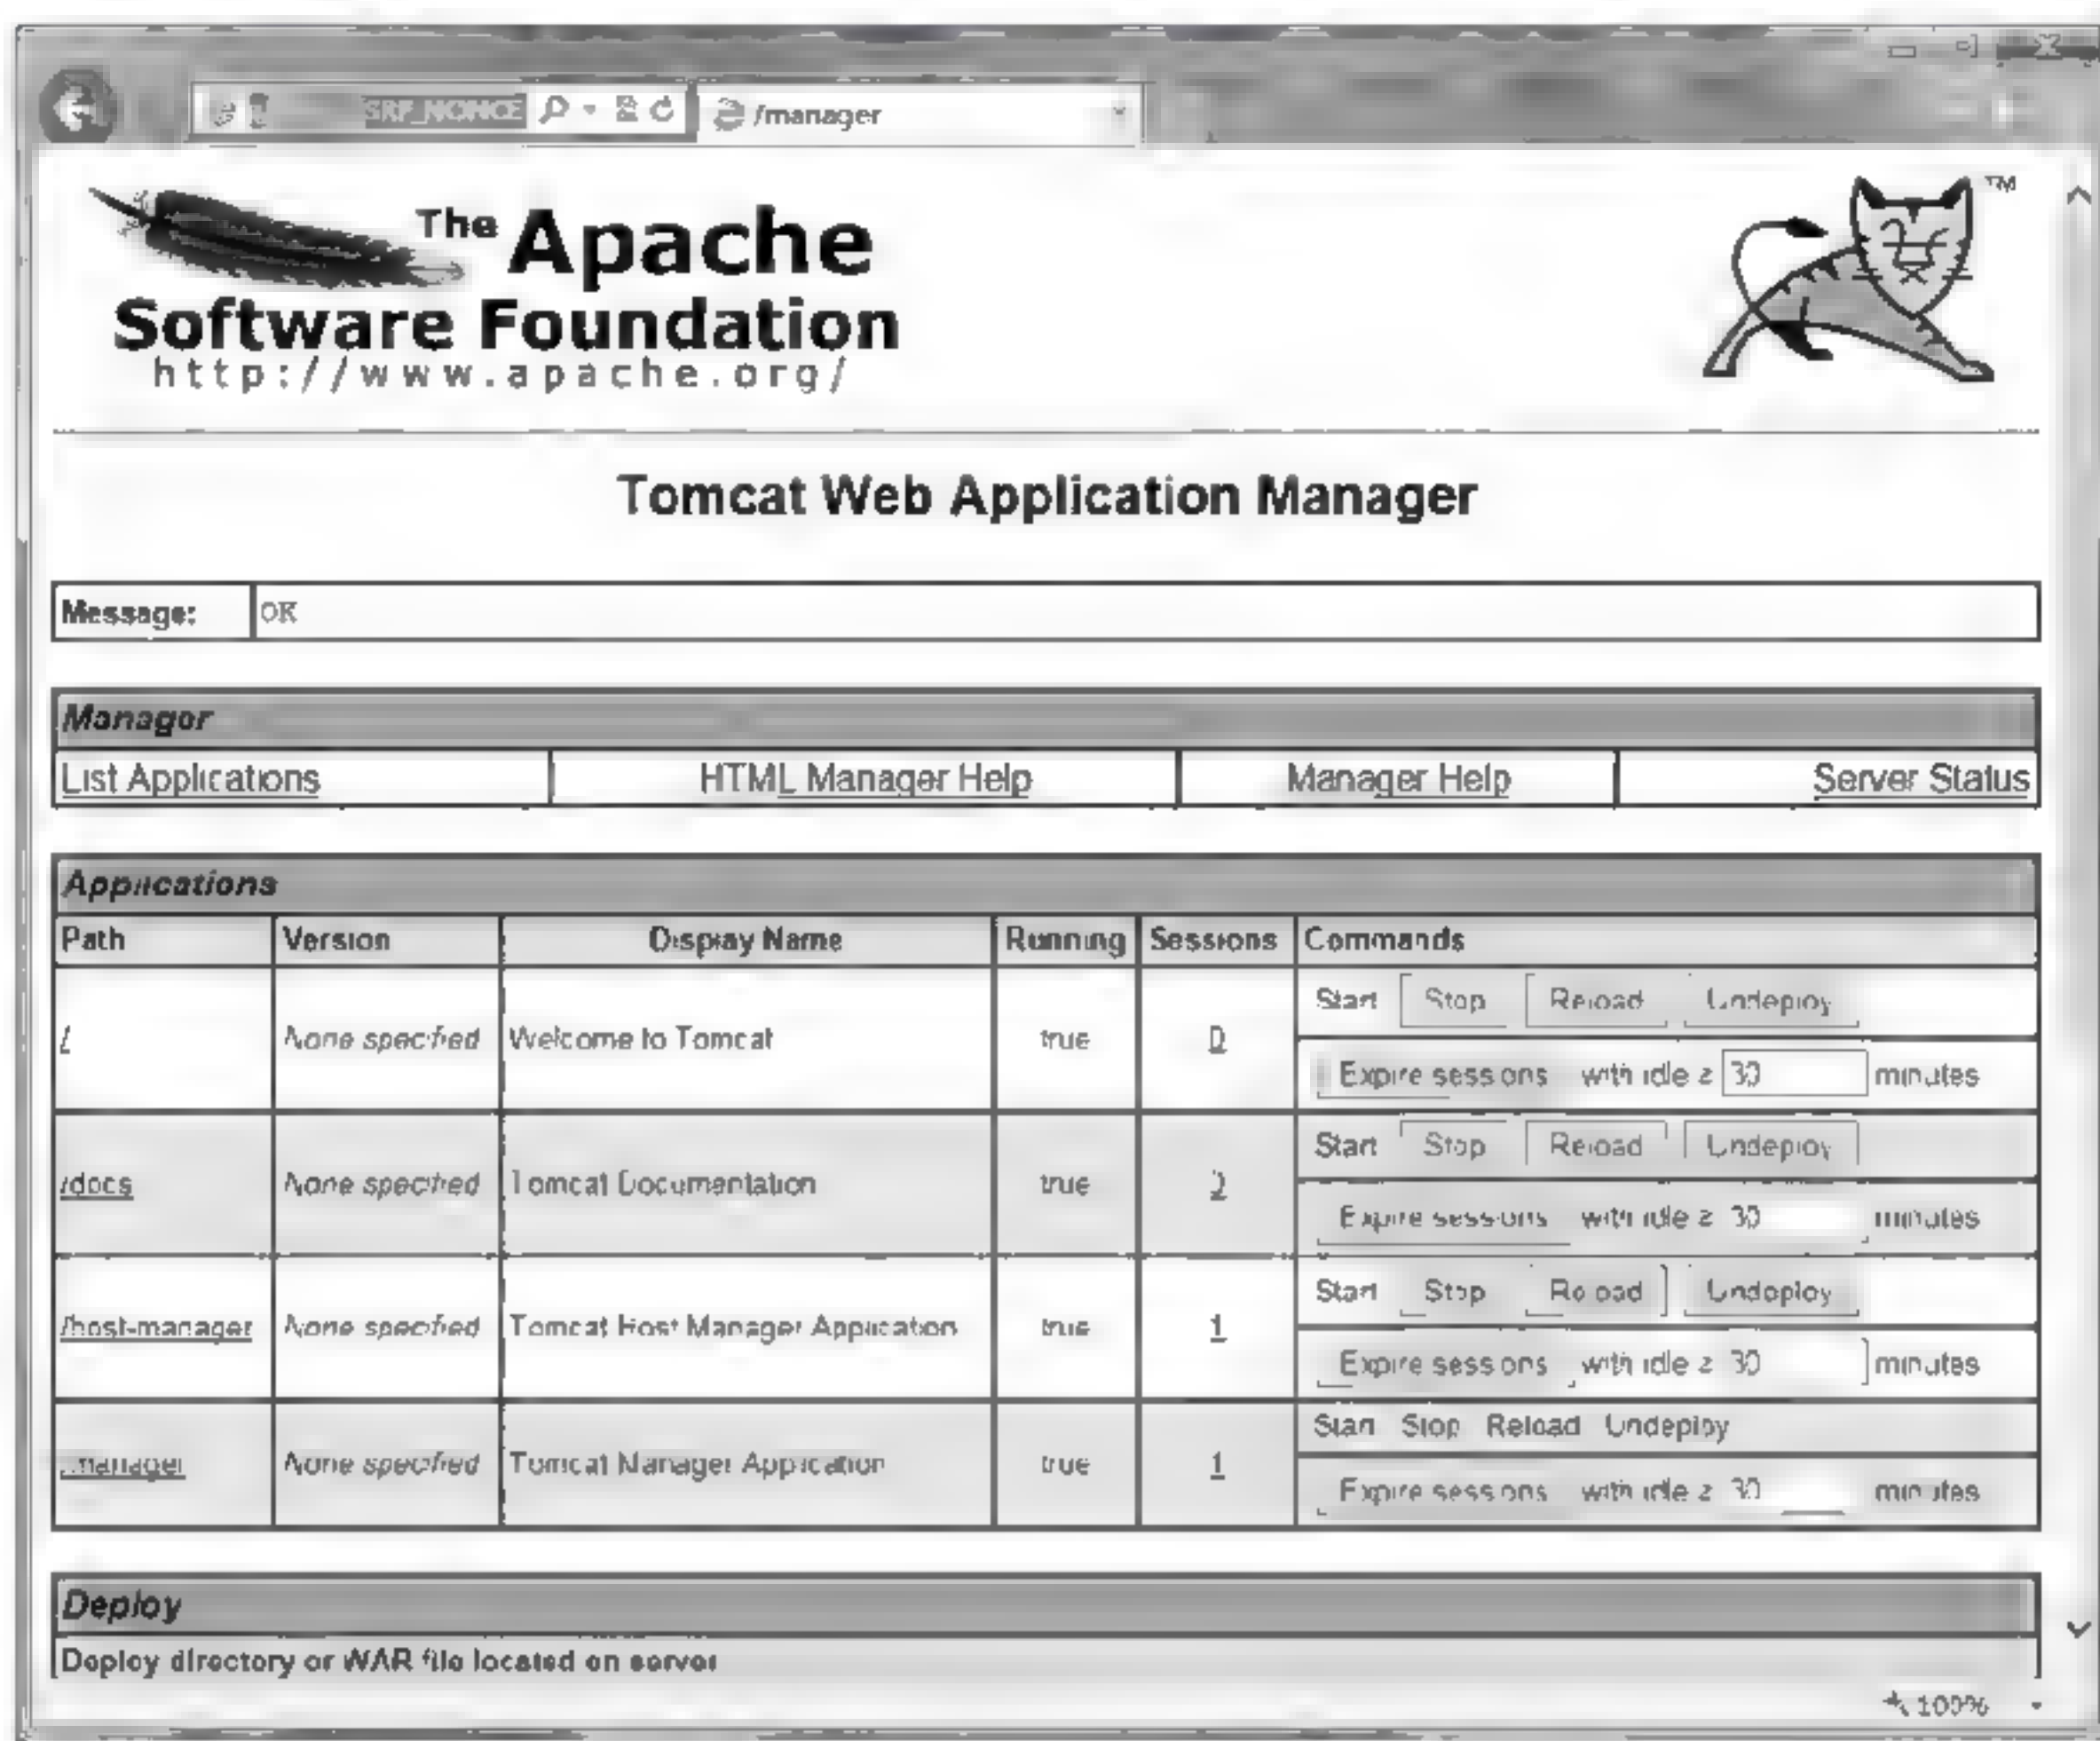 SRF_NONCE
/manager
The Apache
Software Foundation
http://www.apache.org/
TM
Tomcat Web Application Manager
Message: OK
Manager
List Applications HTML Manager Help Manager Help Server Status
Applications
Path Version Display Name Running Sessions Commands
/ None specified Welcome to Tomcat true 0 Start Stop Reload Undeploy
Expire sessions with idle ≥ 30 minutes
/docs None specified Tomcat Documentation true 0 Start Stop Reload Undeploy
Expire sessions with idle ≥ 30 minutes
/host-manager None specified Tomcat Host Manager Application true 1 Start Stop Reload Undeploy
Expire sessions with idle ≥ 30 minutes
/manager None specified Tomcat Manager Application true 1 Start Stop Reload Undeploy
Expire sessions with idle ≥ 30 minutes
Deploy
Deploy directory or WAR file located on server
100%